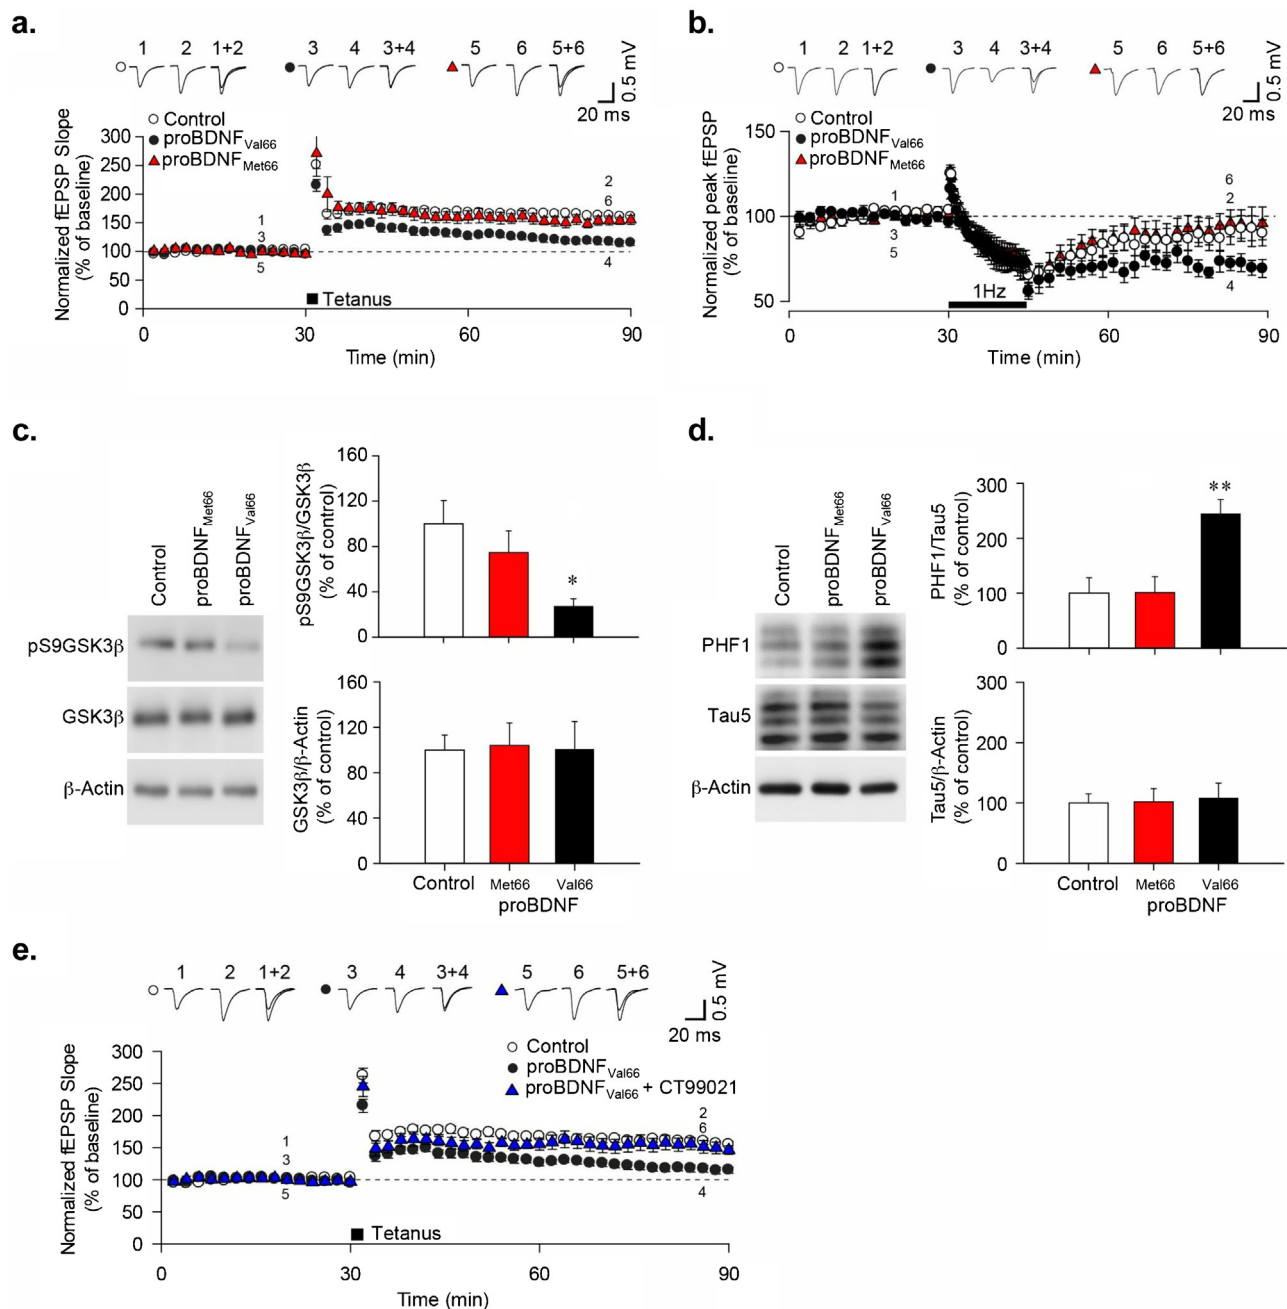 a.
1 2 1+2 3 4 3+4 5 6 5+6
0.5 mV
20 ms
Control
proBDNFVal66
proBDNFMet66
Normalized fEPSP Slope
(% of baseline)
300
250
200
150
100
50
0
1
3
5
2
6
4
Tetanus
0 30 60 90
Time (min)
b.
1 2 1+2 3 4 3+4 5 6 5+6
0.5 mV
20 ms
Control
proBDNFVal66
proBDNFMet66
Normalized peak fEPSP
(% of baseline)
150
100
50
1
3
5
6
2
4
1Hz
0 30 60 90
Time (min)
c.
Control
proBDNFMet66
proBDNFVal66
pS9GSK3β
GSK3β
β-Actin
pS9GSK3β/GSK3β
(% of control)
160
120
80
40
0
*
GSK3β/β-Actin
(% of control)
160
120
80
40
0
Control Met66 Val66
proBDNF
d.
Control
proBDNFMet66
proBDNFVal66
PHF1
Tau5
β-Actin
PHF1/Tau5
(% of control)
300
200
100
0
**
Tau5/β-Actin
(% of control)
300
200
100
0
Control Met66 Val66
proBDNF
e.
1 2 1+2 3 4 3+4 5 6 5+6
0.5 mV
20 ms
Control
proBDNFVal66
proBDNFVal66 + CT99021
Normalized fEPSP Slope
(% of baseline)
300
250
200
150
100
50
0
1
3
5
2
6
4
Tetanus
0 30 60 90
Time (min)